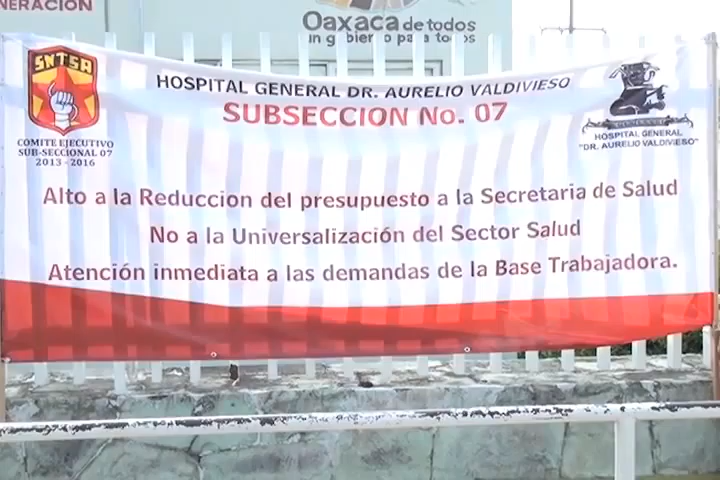 NERACIÓN
Oaxaca de todos
un gobierno para todos
SNTSA
COMITE EJECUTIVO
SUB-SECCIONAL 07
2013 - 2016
HOSPITAL GENERAL DR. AURELIO VALDIVIESO
SUBSECCION No. 07
HOSPITAL GENERAL
"DR. AURELIO VALDIVIESO"
Alto a la Reduccion del presupuesto a la Secretaria de Salud
No a la Universalización del Sector Salud
Atención inmediata a las demandas de la Base Trabajadora.